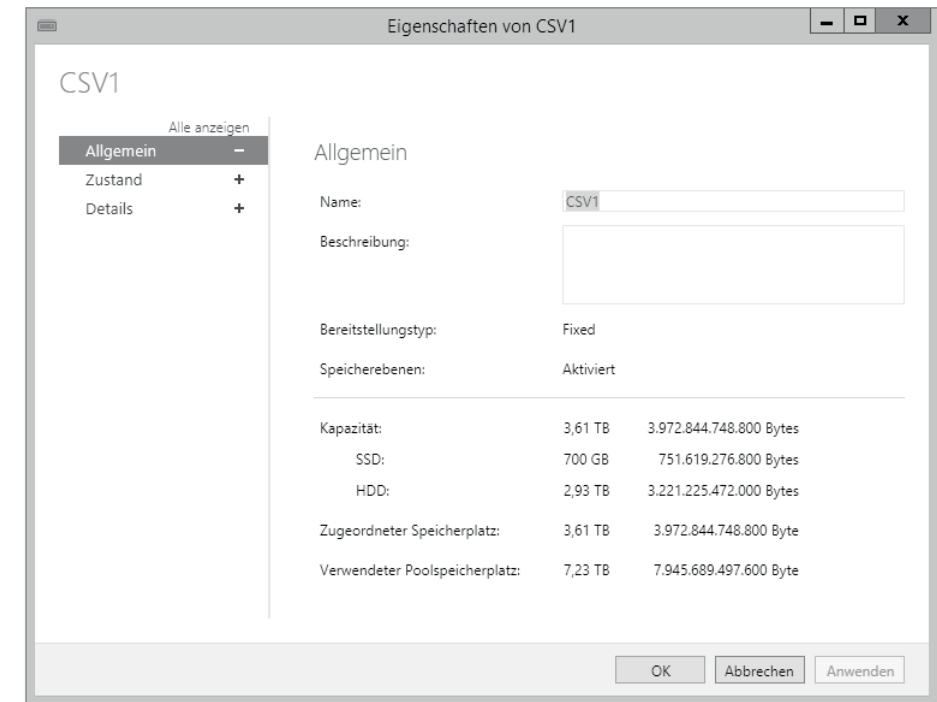 Eigenschaften von CSV1
CSV1
Alle anzeigen
Allgemein −
Zustand +
Details +
Allgemein
Name: CSV1
Beschreibung:
Bereitstellungstyp: Fixed
Speicherebenen: Aktiviert
Kapazität: 3,61 TB 3.972.844.748.800 Bytes
SSD: 700 GB 751.619.276.800 Bytes
HDD: 2,93 TB 3.221.225.472.000 Bytes
Zugeordneter Speicherplatz: 3,61 TB 3.972.844.748.800 Byte
Verwendeter Poolspeicherplatz: 7,23 TB 7.945.689.497.600 Byte
OK Abbrechen Anwenden